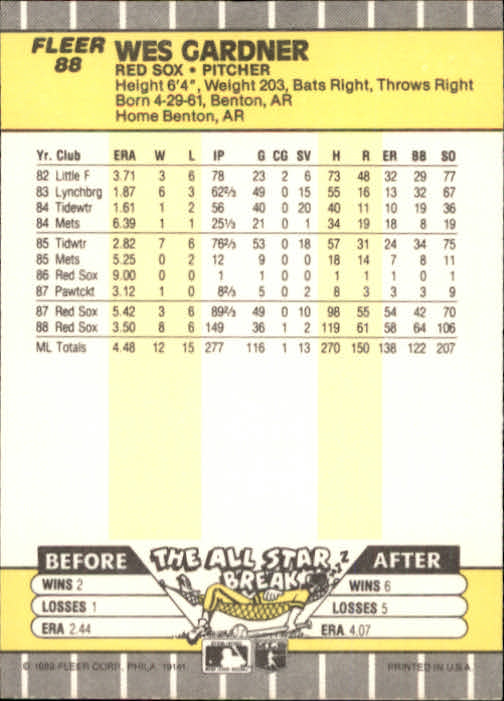 FLEER WES GARDNER
88 RED SOX • PITCHER
Height 6'4", Weight 203, Bats Right, Throws Right
Born 4-29-61, Benton, AR
Home Benton, AR
Yr. Club ERA W L IP G CG SV H R ER BB SO
82 Little F 3.71 3 6 78 23 2 6 73 48 32 29 77
83 Lynchbrg 1.87 6 3 62⅔ 49 0 15 55 16 13 32 67
84 Tidewtr 1.61 1 2 56 40 0 20 40 11 10 19 36
84 Mets 6.39 1 1 25⅓ 21 0 1 34 19 18 8 19
85 Tidwtr 2.82 7 6 76⅔ 53 0 18 57 31 24 34 75
85 Mets 5.25 0 2 12 9 0 0 18 14 7 8 11
86 Red Sox 9.00 0 0 1 1 0 0 1 1 1 0 1
87 Pawtckt 3.12 1 0 8⅔ 5 0 2 8 3 3 3 9
87 Red Sox 5.42 3 6 89⅔ 49 0 10 98 55 54 42 70
88 Red Sox 3.50 8 6 149 36 1 2 119 61 58 64 106
ML Totals 4.48 12 15 277 116 1 13 270 150 138 122 207
BEFORE THE ALL STAR BREAK AFTER
WINS 2 WINS 6
LOSSES 1 LOSSES 5
ERA 2.44 ERA 4.07
© 1989 FLEER CORP., PHILA. 19141 PRINTED IN U.S.A.